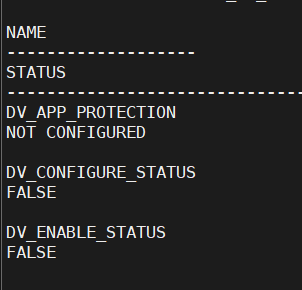 NAME
-------------------
STATUS
------------------------------
DV_APP_PROTECTION
NOT CONFIGURED
DV_CONFIGURE_STATUS
FALSE
DV_ENABLE_STATUS
FALSE